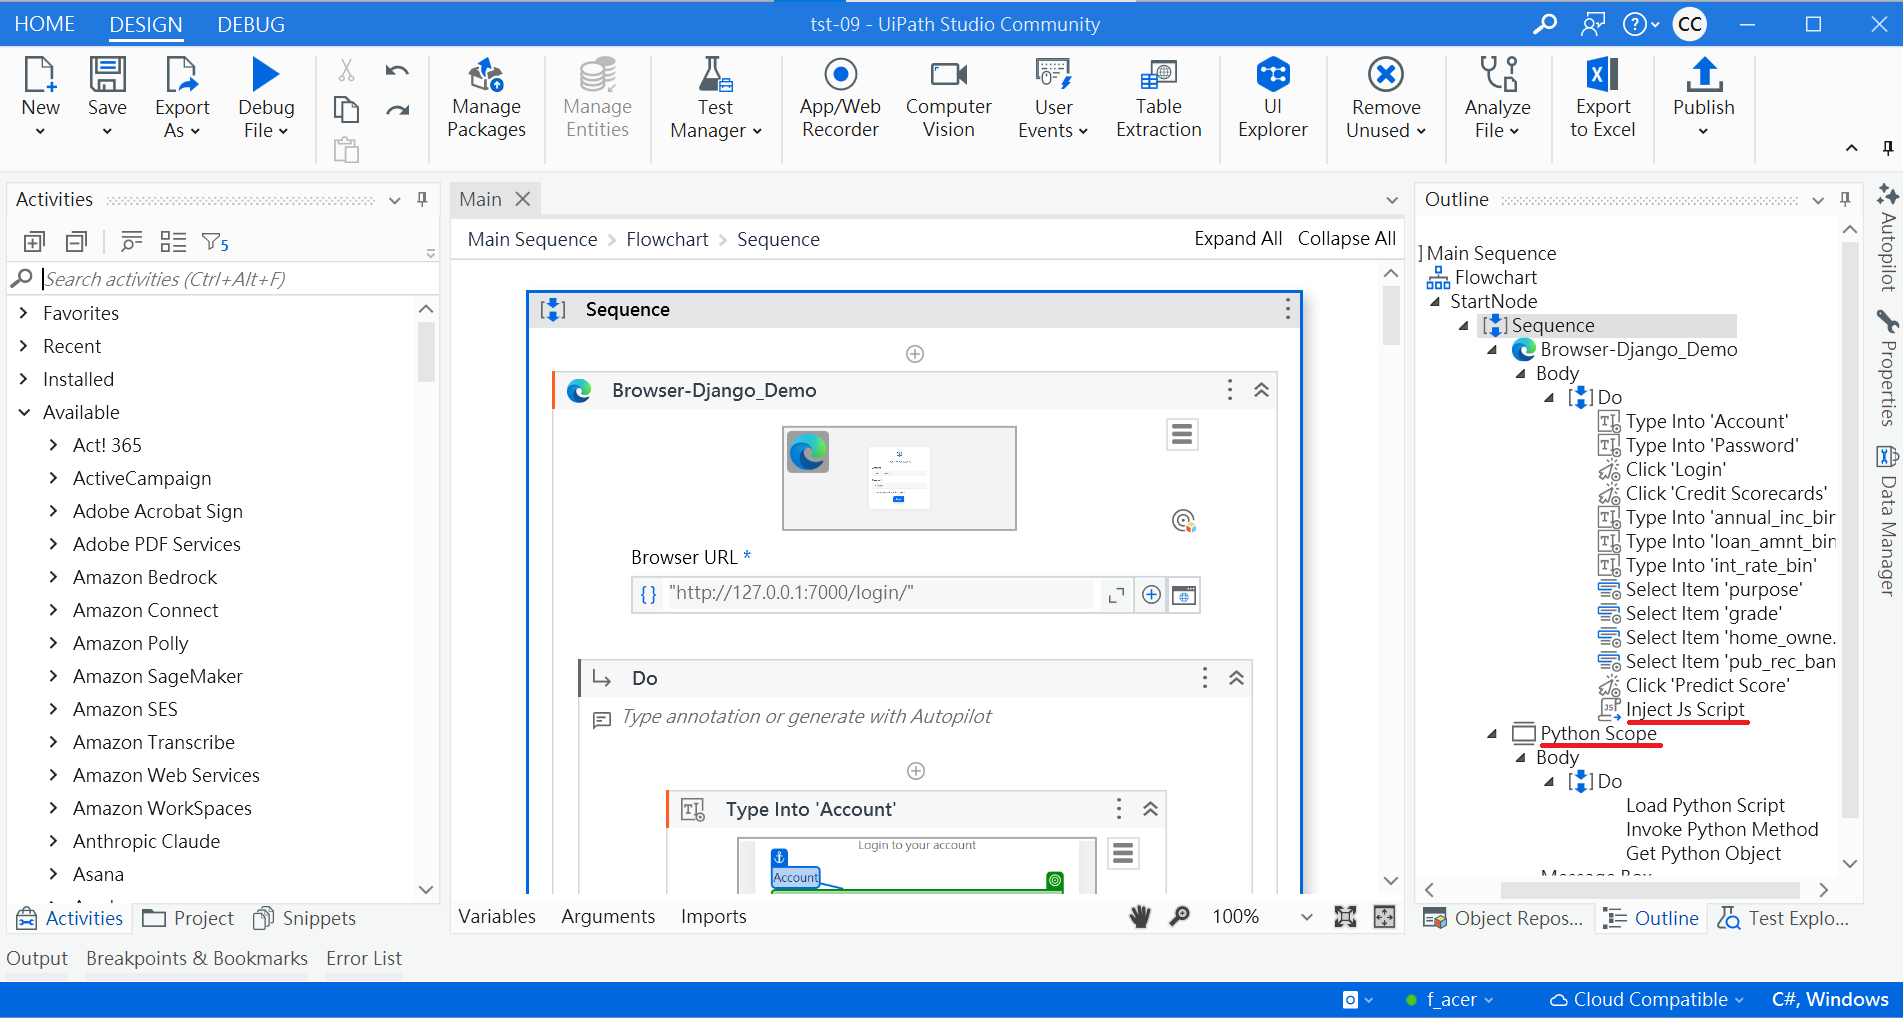 HOME DESIGN DEBUG tst-09 - UiPath Studio Community CC
New Save Export As Debug File Manage Packages Manage Entities Test Manager App/Web Recorder Computer Vision User Events Table Extraction UI Explorer Remove Unused Analyze File Export to Excel Publish
Activities
5
Search activities (Ctrl+Alt+F)
Favorites
Recent
Installed
Available
Act! 365
ActiveCampaign
Adobe Acrobat Sign
Adobe PDF Services
Amazon Bedrock
Amazon Connect
Amazon Polly
Amazon SageMaker
Amazon SES
Amazon Transcribe
Amazon Web Services
Amazon WorkSpaces
Anthropic Claude
Asana
Activities Project Snippets
Main
Main Sequence > Flowchart > Sequence Expand All Collapse All
Sequence
Browser-Django_Demo
Browser URL *
{} "http://127.0.0.1:7000/login/"
Do
Type annotation or generate with Autopilot
Type Into 'Account'
Login to your account
Account
Variables Arguments Imports 100%
Outline
Main Sequence
Flowchart
StartNode
Sequence
Browser-Django_Demo
Body
Do
Type Into 'Account'
Type Into 'Password'
Click 'Login'
Click 'Credit Scorecards'
Type Into 'annual_inc_bin
Type Into 'loan_amnt_bin
Type Into 'int_rate_bin'
Select Item 'purpose'
Select Item 'grade'
Select Item 'home_owne.
Select Item 'pub_rec_ban
Click 'Predict Score'
Inject Js Script
Python Scope
Body
Do
Load Python Script
Invoke Python Method
Get Python Object
Object Repos... Outline Test Explo...
Autopilot
Properties
Data Manager
Output Breakpoints & Bookmarks Error List
f_acer Cloud Compatible C#, Windows